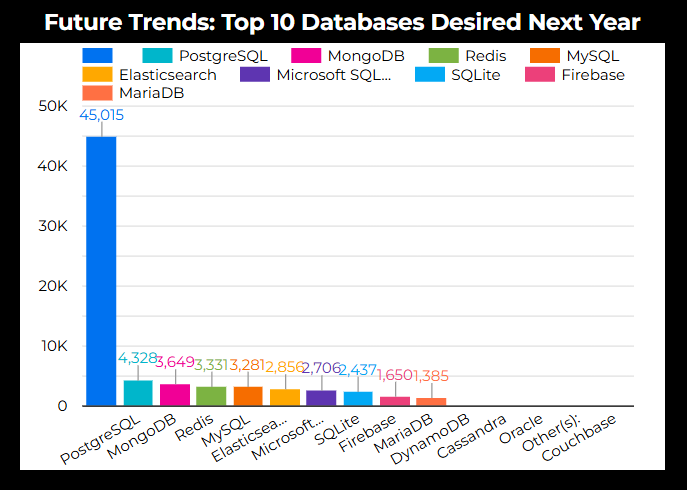 Future Trends: Top 10 Databases Desired Next Year
PostgreSQL MongoDB Redis MySQL
Elasticsearch Microsoft SQL... SQLite Firebase
MariaDB
50K
45,015
40K
30K
20K
10K
4,328 3,649 3,331 3,281 2,856 2,706 2,437 1,650 1,385
0
PostgreSQL MongoDB Redis MySQL Elasticsea... Microsoft... SQLite Firebase MariaDB DynamoDB Cassandra Oracle Other(s): Couchbase